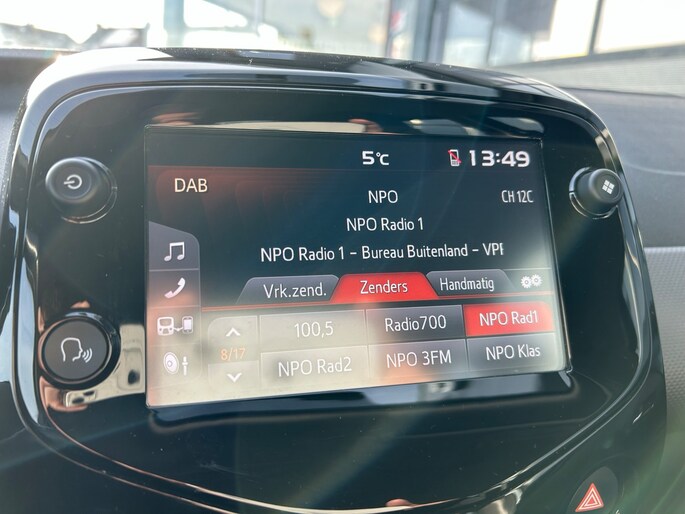 5°C 13:49
DAB
NPO CH 12C
NPO Radio 1
NPO Radio 1 - Bureau Buitenland - VPR
Vrk.zend. Zenders Handmatig
100,5 Radio700 NPO Rad1
8/17
NPO Rad2 NPO 3FM NPO Klas